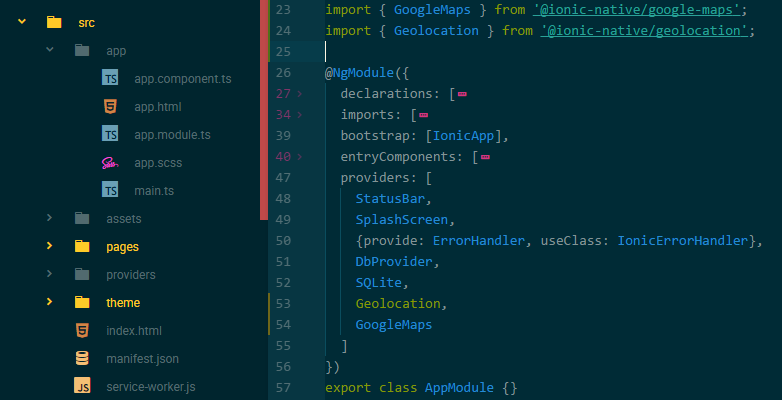 src
app
app.component.ts
app.html
app.module.ts
app.scss
main.ts
assets
pages
providers
theme
index.html
manifest.json
service-worker.js
23 import { GoogleMaps } from '@ionic-native/google-maps';
24 import { Geolocation } from '@ionic-native/geolocation';
25
26 @NgModule({
27 declarations: [
34 imports: [
39 bootstrap: [IonicApp],
40 entryComponents: [
47 providers: [
48 StatusBar,
49 SplashScreen,
50 {provide: ErrorHandler, useClass: IonicErrorHandler},
51 DbProvider,
52 SQLite,
53 Geolocation,
54 GoogleMaps
55 ]
56 })
57 export class AppModule {}